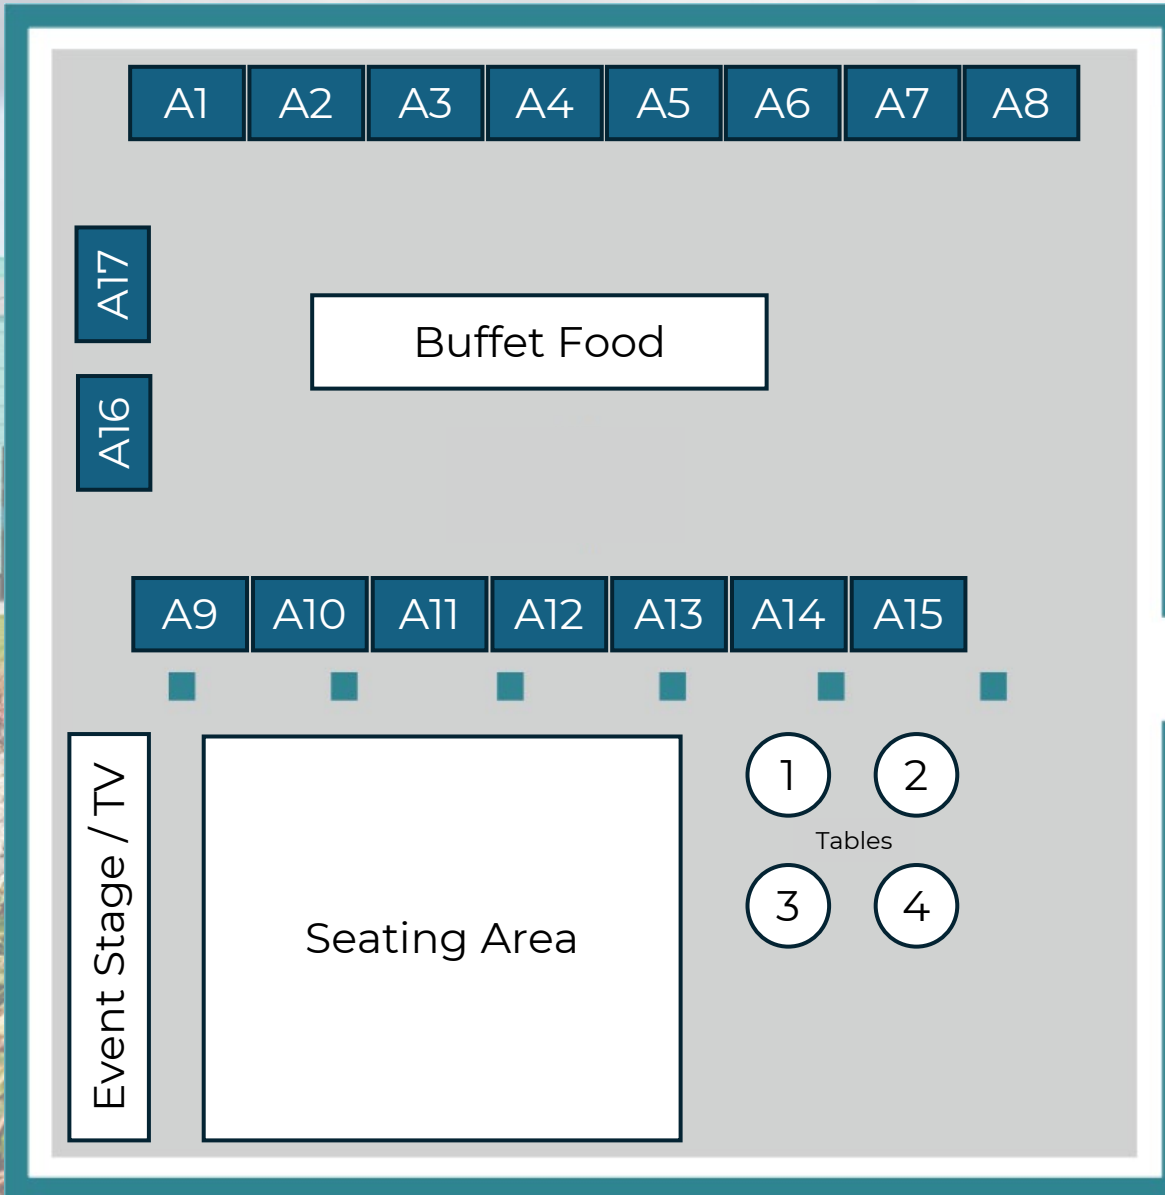 A1 A2 A3 A4 A5 A6 A7 A8
A17
Buffet Food
A16
A9 A10 A11 A12 A13 A14 A15
Event Stage / TV
Seating Area
1 2
Tables
3 4